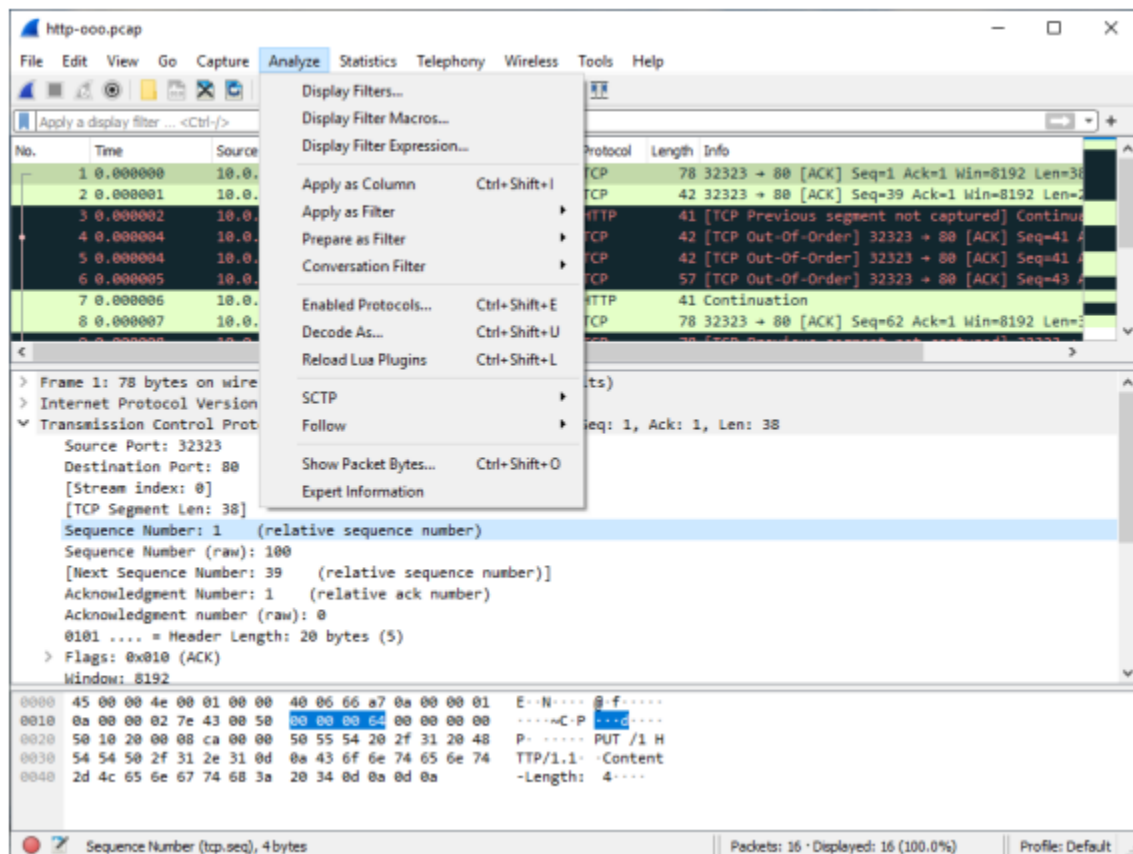 http-ooo.pcap
File Edit View Go Capture Analyze Statistics Telephony Wireless Tools Help
Apply a display filter ... <Ctrl-/>
No. Time Source Protocol Length Info
1 0.000000 10.0. TCP 78 32323 → 80 [ACK] Seq=1 Ack=1 Win=8192 Len=38
2 0.000001 10.0. TCP 42 32323 → 80 [ACK] Seq=39 Ack=1 Win=8192 Len=2
3 0.000002 10.0. HTTP 41 [TCP Previous segment not captured] Continua
4 0.000004 10.0. TCP 42 [TCP Out-Of-Order] 32323 → 80 [ACK] Seq=41 A
5 0.000004 10.0. TCP 42 [TCP Out-Of-Order] 32323 → 80 [ACK] Seq=41 A
6 0.000005 10.0. TCP 57 [TCP Out-Of-Order] 32323 → 80 [ACK] Seq=43 A
7 0.000006 10.0. HTTP 41 Continuation
8 0.000007 10.0. TCP 78 32323 → 80 [ACK] Seq=62 Ack=1 Win=8192 Len=3
Display Filters...
Display Filter Macros...
Display Filter Expression...
Apply as Column Ctrl+Shift+I
Apply as Filter
Prepare as Filter
Conversation Filter
Enabled Protocols... Ctrl+Shift+E
Decode As... Ctrl+Shift+U
Reload Lua Plugins Ctrl+Shift+L
SCTP
Follow
Show Packet Bytes... Ctrl+Shift+O
Expert Information
Frame 1: 78 bytes on wire ts)
Internet Protocol Version
Transmission Control Prot Seq: 1, Ack: 1, Len: 38
Source Port: 32323
Destination Port: 80
[Stream index: 0]
[TCP Segment Len: 38]
Sequence Number: 1 (relative sequence number)
Sequence Number (raw): 100
[Next Sequence Number: 39 (relative sequence number)]
Acknowledgment Number: 1 (relative ack number)
Acknowledgment number (raw): 0
0101 .... = Header Length: 20 bytes (5)
Flags: 0x010 (ACK)
Window: 8192
0000 45 00 00 4e 00 01 00 00 40 06 66 a7 0a 00 00 01 E··N···· @·f·····
0010 0a 00 00 02 7e 43 00 50 00 00 00 64 00 00 00 00 ····~C·P ···d····
0020 50 10 20 00 08 ca 00 00 50 55 54 20 2f 31 20 48 P· ····· PUT /1 H
0030 54 54 50 2f 31 2e 31 0d 0a 43 6f 6e 74 65 6e 74 TTP/1.1· ·Content
0040 2d 4c 65 6e 67 74 68 3a 20 34 0d 0a 0d 0a -Length: 4····
Sequence Number (tcp.seq), 4 bytes Packets: 16 · Displayed: 16 (100.0%) Profile: Default